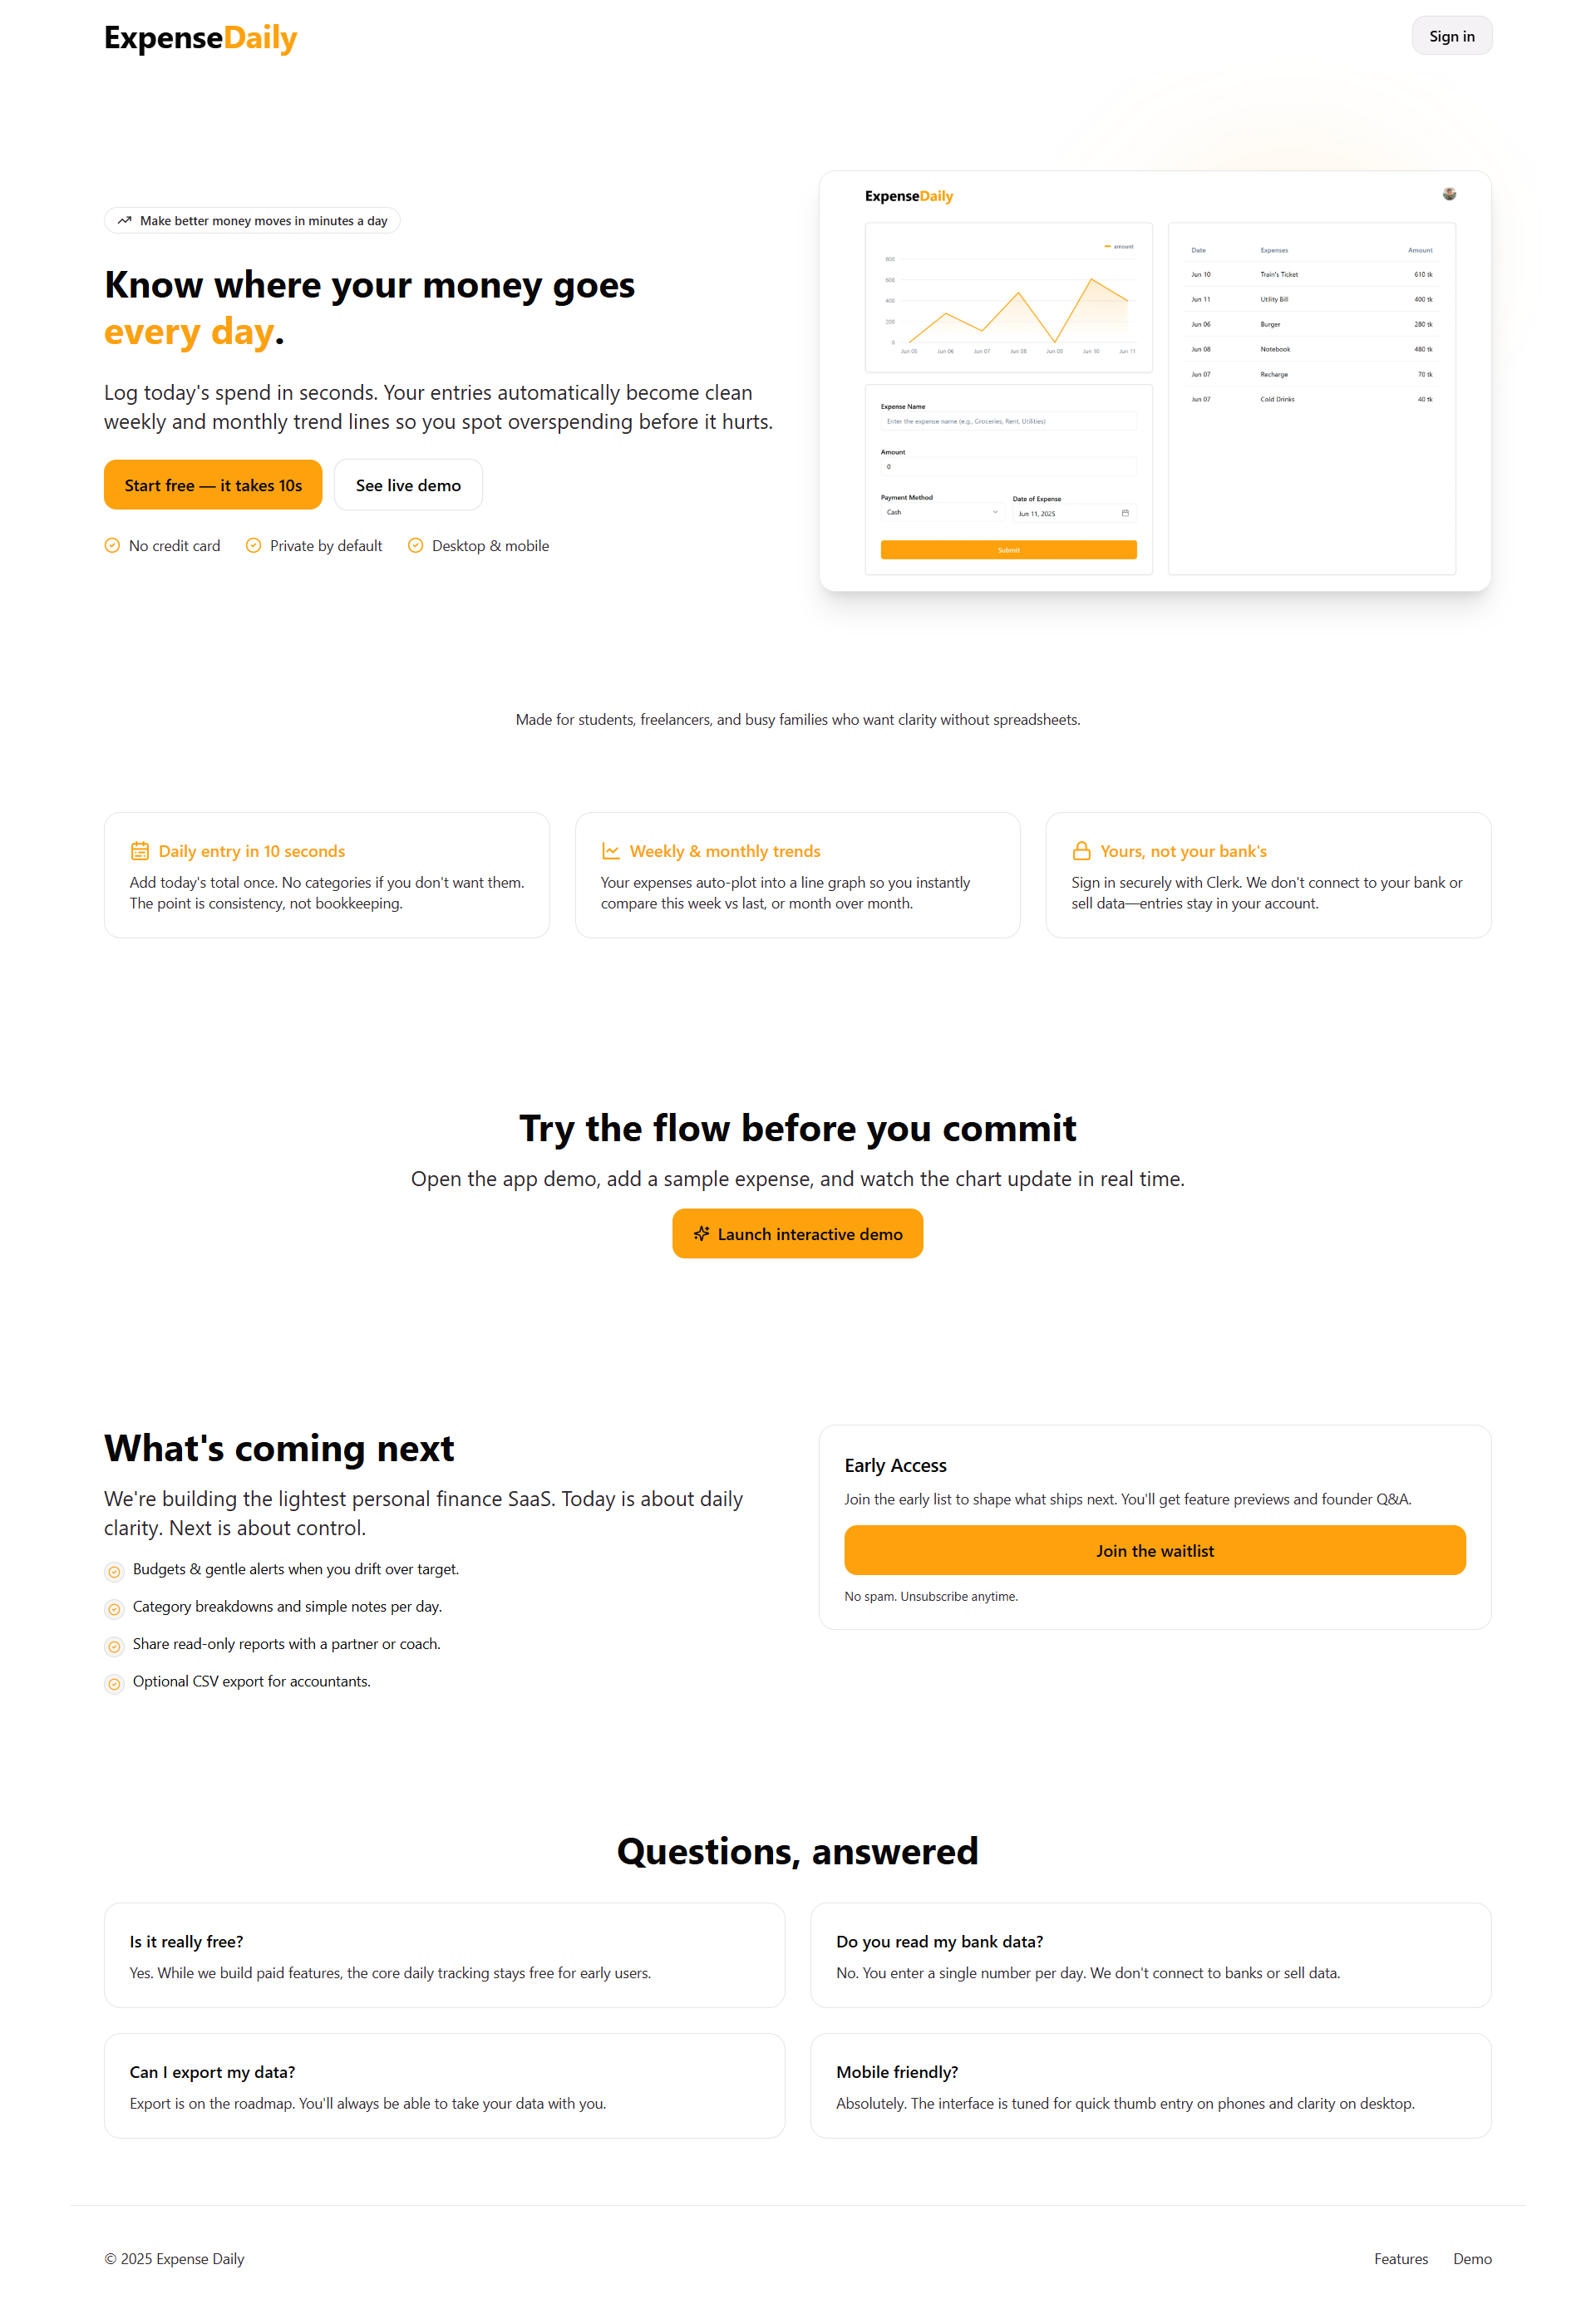 ExpenseDaily
Sign in
Make better money moves in minutes a day
Know where your money goes
every day.
Log today's spend in seconds. Your entries automatically become clean
weekly and monthly trend lines so you spot overspending before it hurts.
Start free — it takes 10s
See live demo
No credit card
Private by default
Desktop & mobile
ExpenseDaily
amount
800
600
400
200
0
Jun 05 Jun 06 Jun 07 Jun 08 Jun 09 Jun 10 Jun 11
Expense Name
Enter the expense name (e.g., Groceries, Rent, Utilities)
Amount
0
Payment Method
Cash
Date of Expense
Jun 11, 2025
Submit
Date Expenses Amount
Jun 10 Train's Ticket 610 tk
Jun 11 Utility Bill 400 tk
Jun 06 Burger 280 tk
Jun 08 Notebook 480 tk
Jun 07 Recharge 70 tk
Jun 07 Cold Drinks 40 tk
Made for students, freelancers, and busy families who want clarity without spreadsheets.
Daily entry in 10 seconds
Add today's total once. No categories if you don't want them.
The point is consistency, not bookkeeping.
Weekly & monthly trends
Your expenses auto-plot into a line graph so you instantly
compare this week vs last, or month over month.
Yours, not your bank's
Sign in securely with Clerk. We don't connect to your bank or
sell data—entries stay in your account.
Try the flow before you commit
Open the app demo, add a sample expense, and watch the chart update in real time.
Launch interactive demo
What's coming next
We're building the lightest personal finance SaaS. Today is about daily
clarity. Next is about control.
Budgets & gentle alerts when you drift over target.
Category breakdowns and simple notes per day.
Share read-only reports with a partner or coach.
Optional CSV export for accountants.
Early Access
Join the early list to shape what ships next. You'll get feature previews and founder Q&A.
Join the waitlist
No spam. Unsubscribe anytime.
Questions, answered
Is it really free?
Yes. While we build paid features, the core daily tracking stays free for early users.
Do you read my bank data?
No. You enter a single number per day. We don't connect to banks or sell data.
Can I export my data?
Export is on the roadmap. You'll always be able to take your data with you.
Mobile friendly?
Absolutely. The interface is tuned for quick thumb entry on phones and clarity on desktop.
© 2025 Expense Daily
Features
Demo